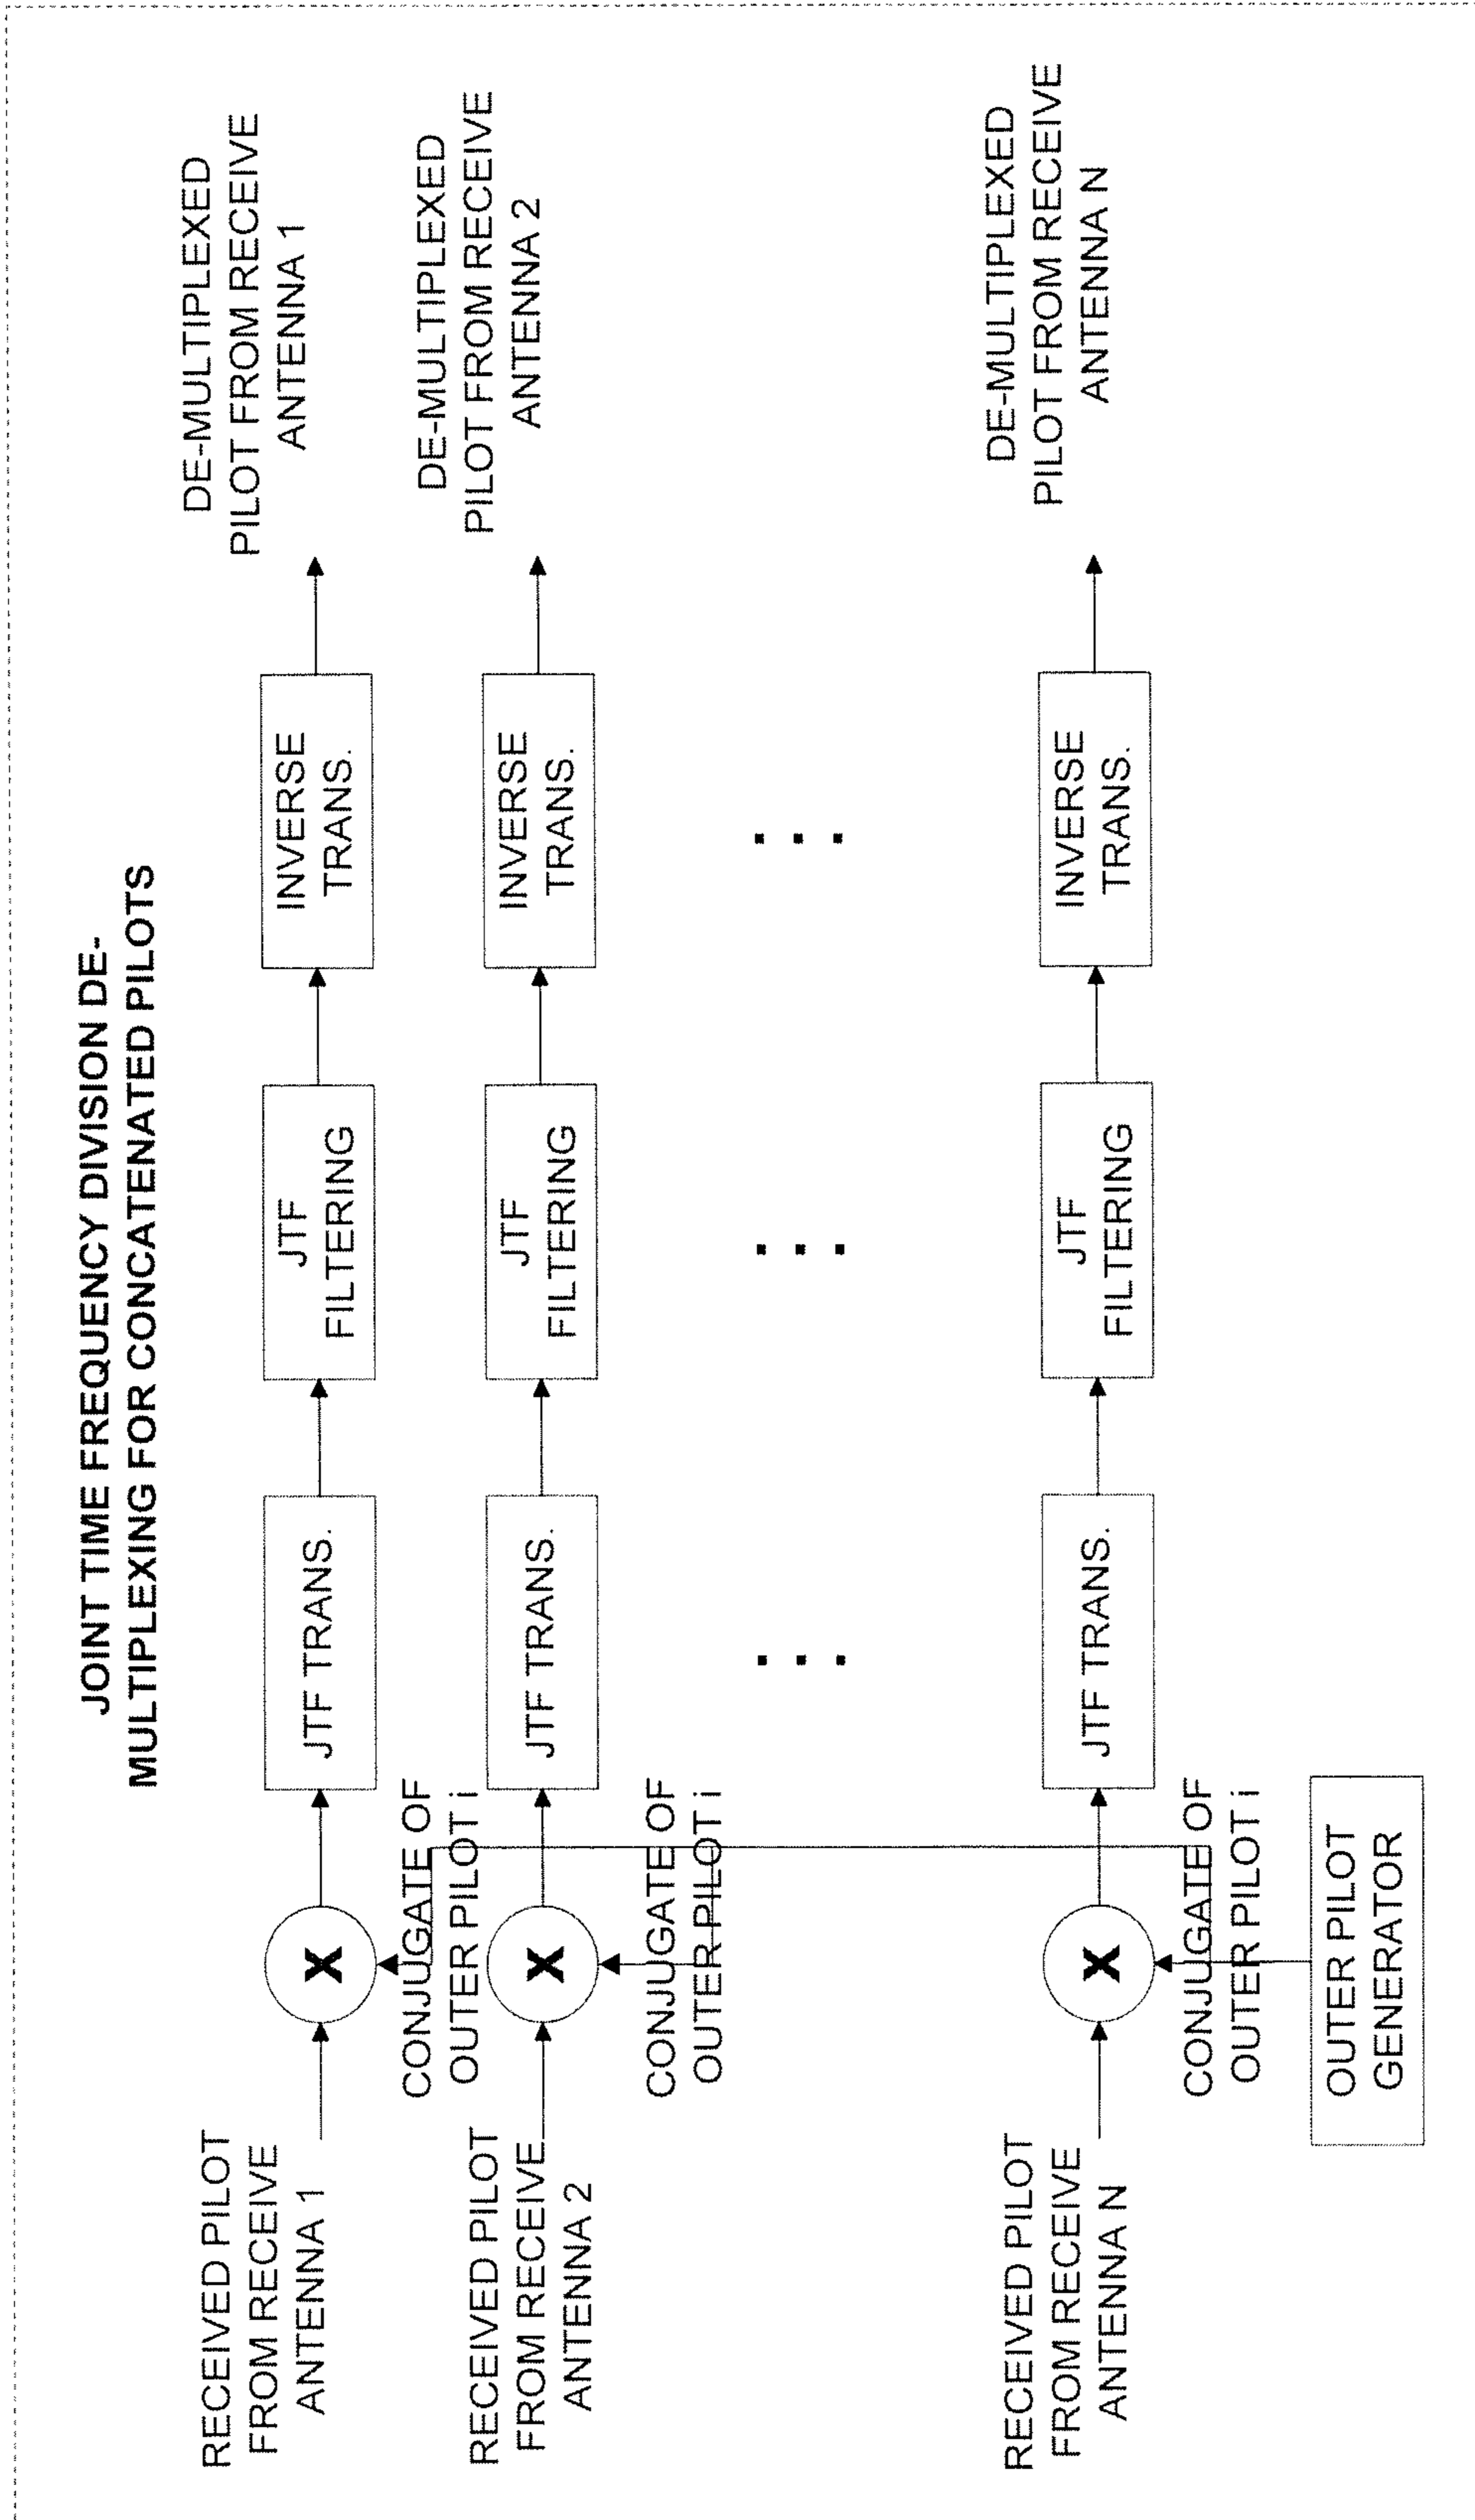 JOINT TIME FREQUENCY DIVISION DE-
MULTIPLEXING FOR CONCATENATED PILOTS
RECEIVED PILOT
FROM RECEIVE
ANTENNA 1
X
CONJUGATE OF
OUTER PILOT i
JTF TRANS.
JTF
FILTERING
INVERSE
TRANS.
DE-MULTIPLEXED
PILOT FROM RECEIVE
ANTENNA 1
RECEIVED PILOT
FROM RECEIVE
ANTENNA 2
X
CONJUGATE OF
OUTER PILOT i
JTF TRANS.
JTF
FILTERING
INVERSE
TRANS.
DE-MULTIPLEXED
PILOT FROM RECEIVE
ANTENNA 2
...
...
...
RECEIVED PILOT
FROM RECEIVE
ANTENNA N
X
CONJUGATE OF
OUTER PILOT i
JTF TRANS.
JTF
FILTERING
INVERSE
TRANS.
DE-MULTIPLEXED
PILOT FROM RECEIVE
ANTENNA N
OUTER PILOT
GENERATOR